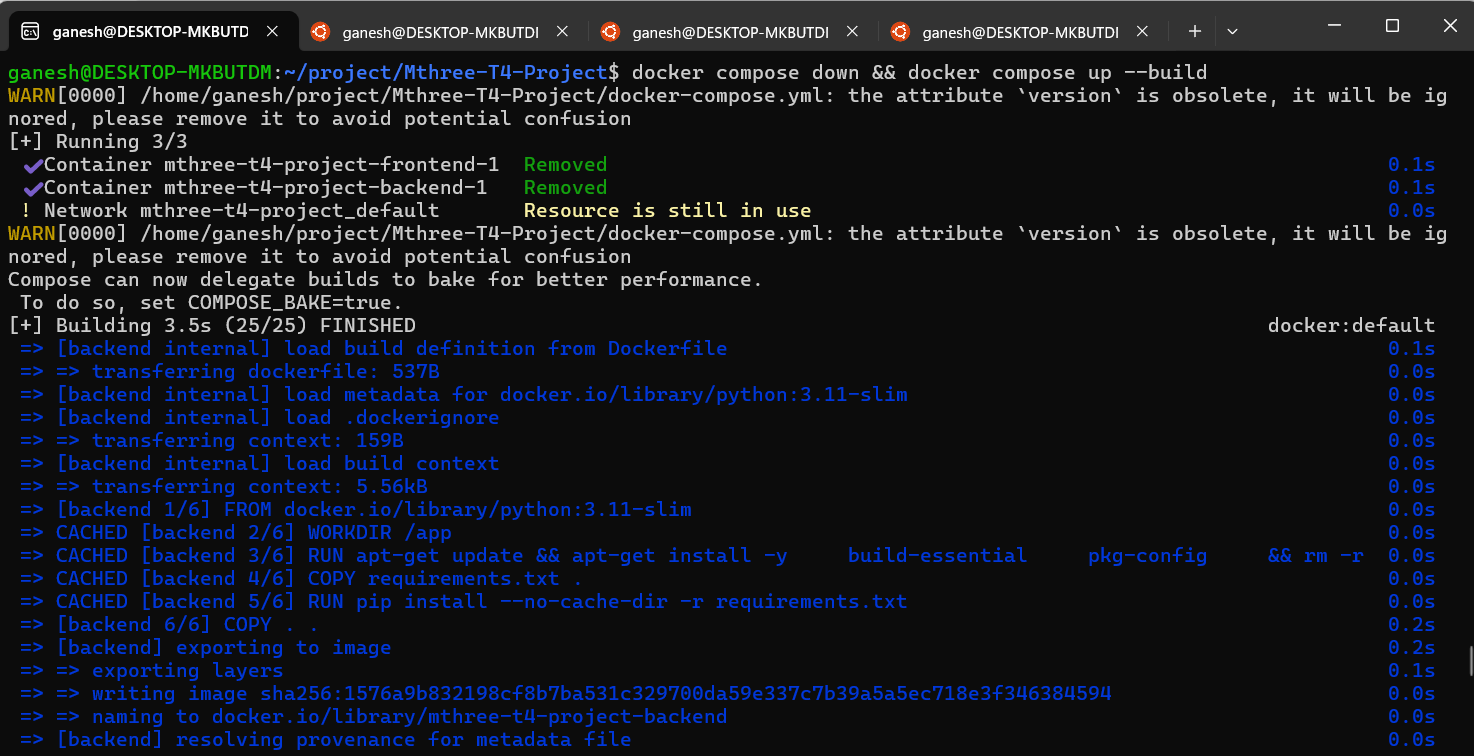 ganesh@DESKTOP-MKBUTD
ganesh@DESKTOP-MKBUTDI
ganesh@DESKTOP-MKBUTDI
ganesh@DESKTOP-MKBUTDI
ganesh@DESKTOP-MKBUTDM:~/project/Mthree-T4-Project$ docker compose down && docker compose up --build
WARN[0000] /home/ganesh/project/Mthree-T4-Project/docker-compose.yml: the attribute `version` is obsolete, it will be ig
nored, please remove it to avoid potential confusion
[+] Running 3/3
✔Container mthree-t4-project-frontend-1 Removed 0.1s
✔Container mthree-t4-project-backend-1 Removed 0.1s
! Network mthree-t4-project_default Resource is still in use 0.0s
WARN[0000] /home/ganesh/project/Mthree-T4-Project/docker-compose.yml: the attribute `version` is obsolete, it will be ig
nored, please remove it to avoid potential confusion
Compose can now delegate builds to bake for better performance.
To do so, set COMPOSE_BAKE=true.
[+] Building 3.5s (25/25) FINISHED docker:default
=> [backend internal] load build definition from Dockerfile 0.1s
=> => transferring dockerfile: 537B 0.0s
=> [backend internal] load metadata for docker.io/library/python:3.11-slim 0.0s
=> [backend internal] load .dockerignore 0.0s
=> => transferring context: 159B 0.0s
=> [backend internal] load build context 0.0s
=> => transferring context: 5.56kB 0.0s
=> [backend 1/6] FROM docker.io/library/python:3.11-slim 0.0s
=> CACHED [backend 2/6] WORKDIR /app 0.0s
=> CACHED [backend 3/6] RUN apt-get update && apt-get install -y build-essential pkg-config && rm -r 0.0s
=> CACHED [backend 4/6] COPY requirements.txt . 0.0s
=> CACHED [backend 5/6] RUN pip install --no-cache-dir -r requirements.txt 0.0s
=> [backend 6/6] COPY . . 0.2s
=> [backend] exporting to image 0.2s
=> => exporting layers 0.1s
=> => writing image sha256:1576a9b832198cf8b7ba531c329700da59e337c7b39a5a5ec718e3f346384594 0.0s
=> => naming to docker.io/library/mthree-t4-project-backend 0.0s
=> [backend] resolving provenance for metadata file 0.0s